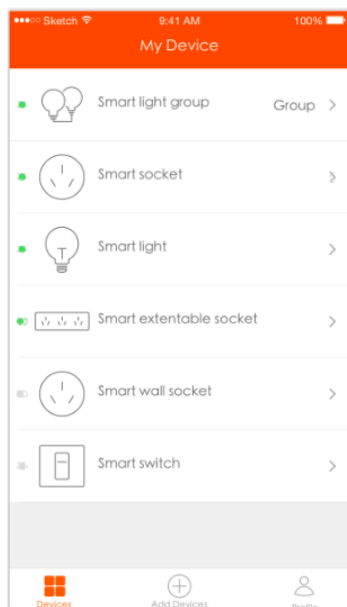 Sketch 9:41 AM 100%
My Device
Smart light group Group
Smart socket
Smart light
Smart extentable socket
Smart wall socket
Smart switch
Devices Add Devices Profile